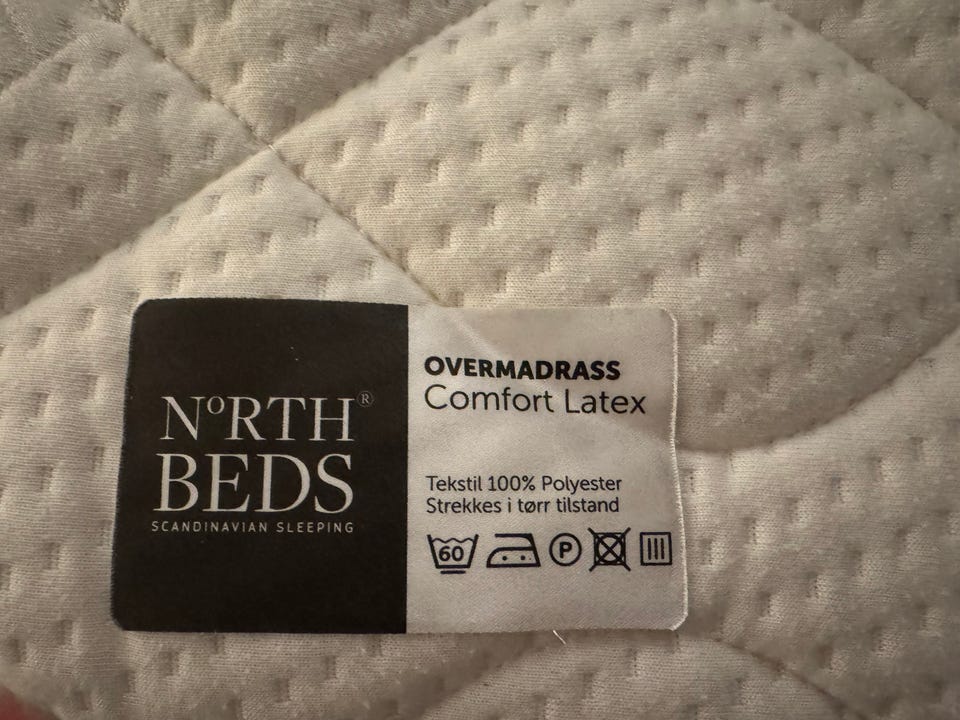 NORTH®
BEDS
SCANDINAVIAN SLEEPING
OVERMADRASS
Comfort Latex
Tekstil 100% Polyester
Strekkes i tørr tilstand
60 P